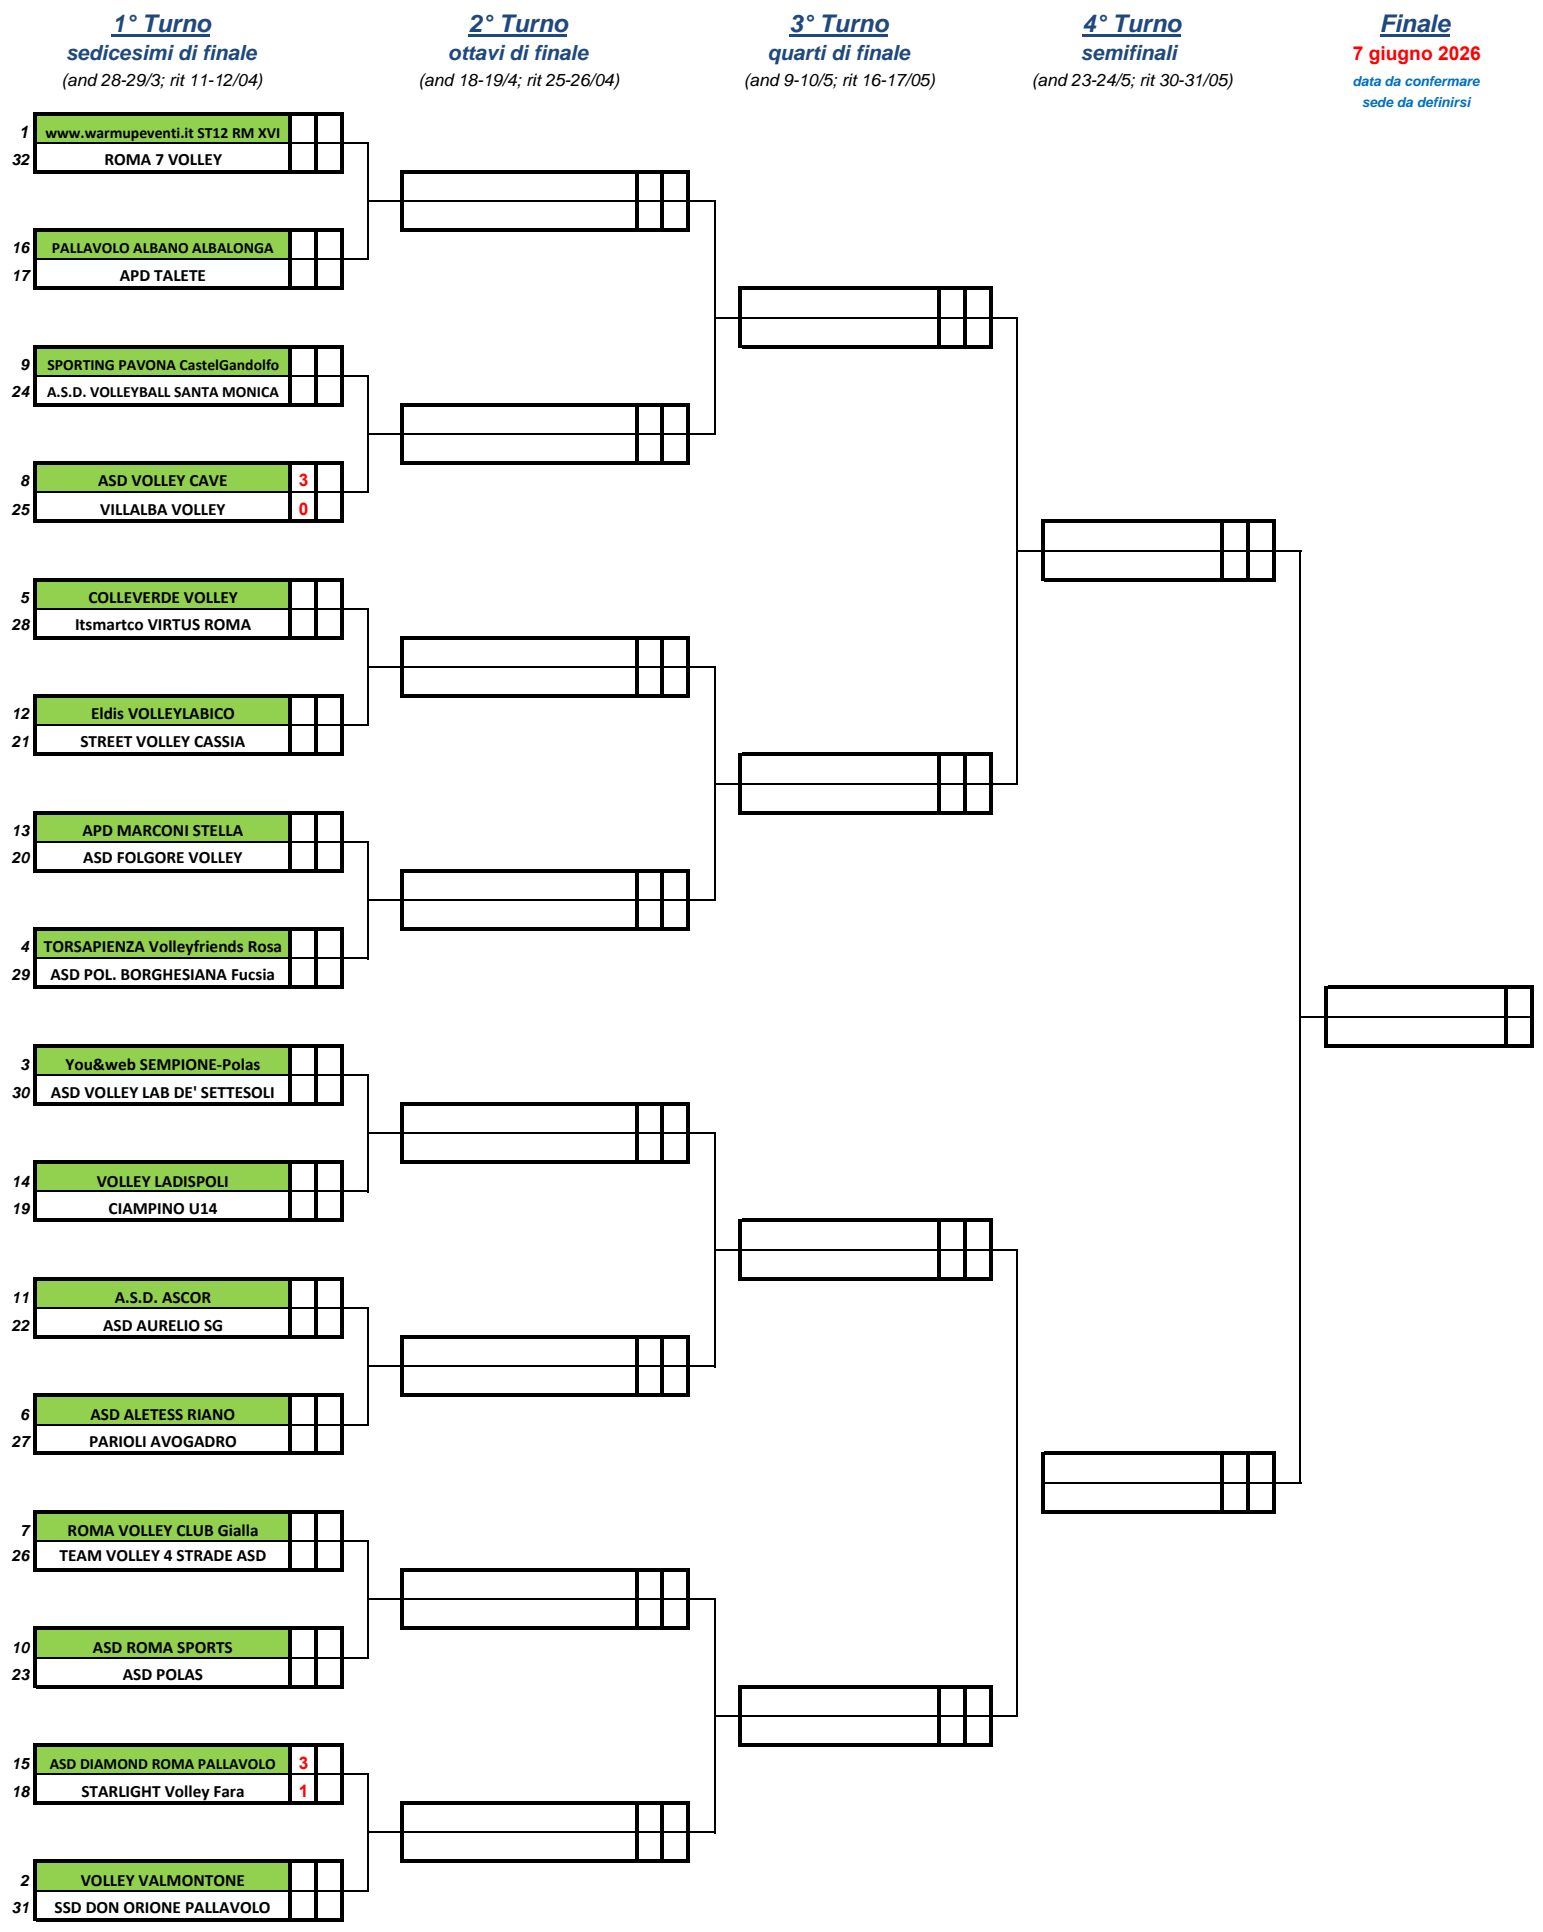 1° Turno
sedicesimi di finale
(and 28-29/3; rit 11-12/04)
2° Turno
ottavi di finale
(and 18-19/4; rit 25-26/04)
3° Turno
quarti di finale
(and 9-10/5; rit 16-17/05)
4° Turno
semifinali
(and 23-24/5; rit 30-31/05)
Finale
7 giugno 2026
data da confermare
sede da definirsi
1 www.warmupeventi.it ST12 RM XVI
32 ROMA 7 VOLLEY
16 PALLAVOLO ALBANO ALBALONGA
17 APD TALETE
9 SPORTING PAVONA CastelGandolfo
24 A.S.D. VOLLEYBALL SANTA MONICA
8 ASD VOLLEY CAVE 3
25 VILLALBA VOLLEY 0
5 COLLEVERDE VOLLEY
28 Itsmartco VIRTUS ROMA
12 Eldis VOLLEYLABICO
21 STREET VOLLEY CASSIA
13 APD MARCONI STELLA
20 ASD FOLGORE VOLLEY
4 TORSAPIENZA Volleyfriends Rosa
29 ASD POL. BORGHESIANA Fucsia
3 You&web SEMPIONE-Polas
30 ASD VOLLEY LAB DE' SETTESOLI
14 VOLLEY LADISPOLI
19 CIAMPINO U14
11 A.S.D. ASCOR
22 ASD AURELIO SG
6 ASD ALETESS RIANO
27 PARIOLI AVOGADRO
7 ROMA VOLLEY CLUB Gialla
26 TEAM VOLLEY 4 STRADE ASD
10 ASD ROMA SPORTS
23 ASD POLAS
15 ASD DIAMOND ROMA PALLAVOLO 3
18 STARLIGHT Volley Fara 1
2 VOLLEY VALMONTONE
31 SSD DON ORIONE PALLAVOLO